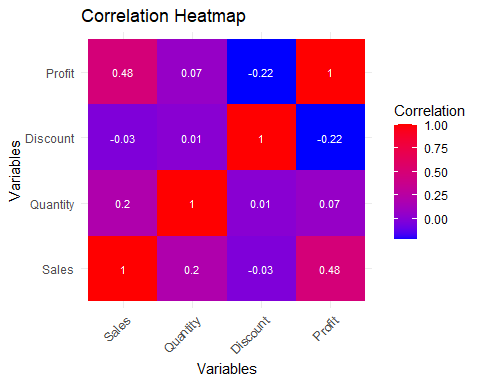 Correlation Heatmap
Profit 0.48 0.07 -0.22 1
Discount -0.03 0.01 1 -0.22
Quantity 0.2 1 0.01 0.07
Sales 1 0.2 -0.03 0.48
Sales Quantity Discount Profit
Variables
Variables
Correlation
1.00
0.75
0.50
0.25
0.00